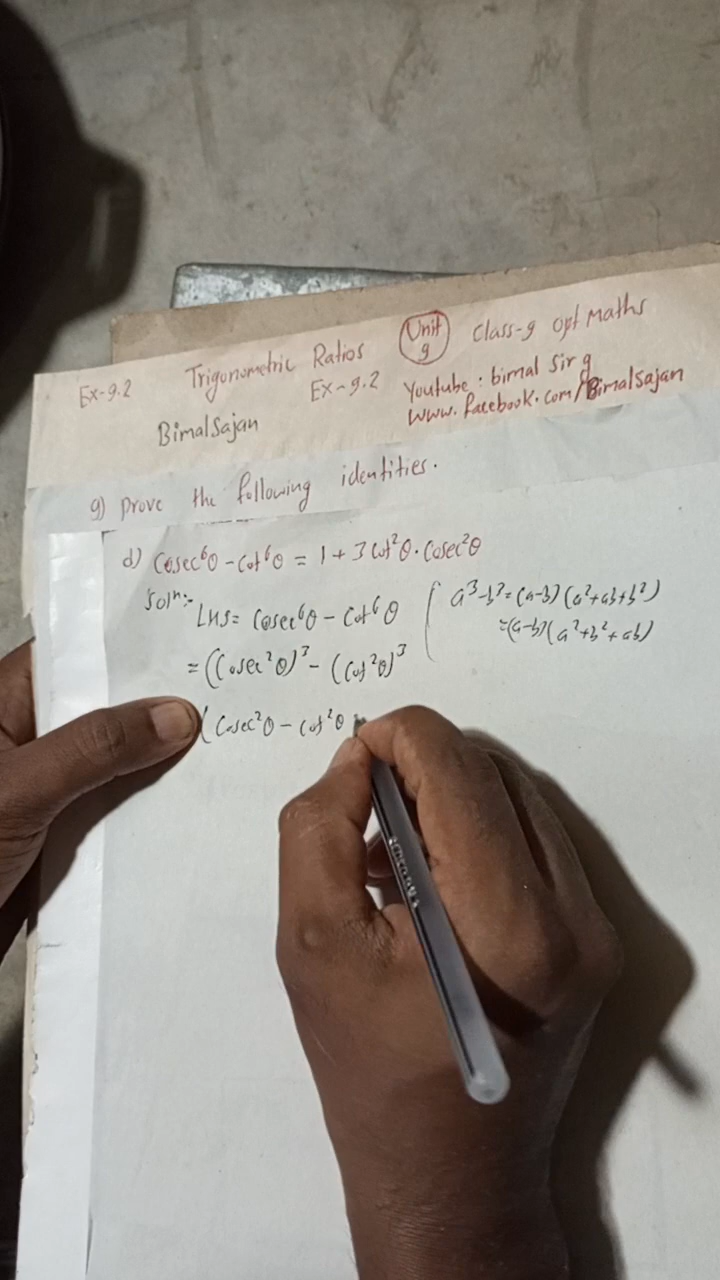 Ex-9.2 Trigonometric Ratios Ex-9.2 Unit 9 Class-9 Opt Maths
BimalSajan Youtube : bimal Sir 9
www.facebook.com/BimalSajan
9) Prove the following identities.
d) Cosec⁶θ - Cot⁶θ = 1 + 3 Cot²θ . Cosec²θ
Solⁿ:-
LHS = Cosec⁶θ - Cot⁶θ
a³-b³ = (a-b) (a²+ab+b²)
= (a-b) (a²+b²+ab)
= (Cosec²θ)³ - (Cot²θ)³
(Cosec²θ - Cot²θ